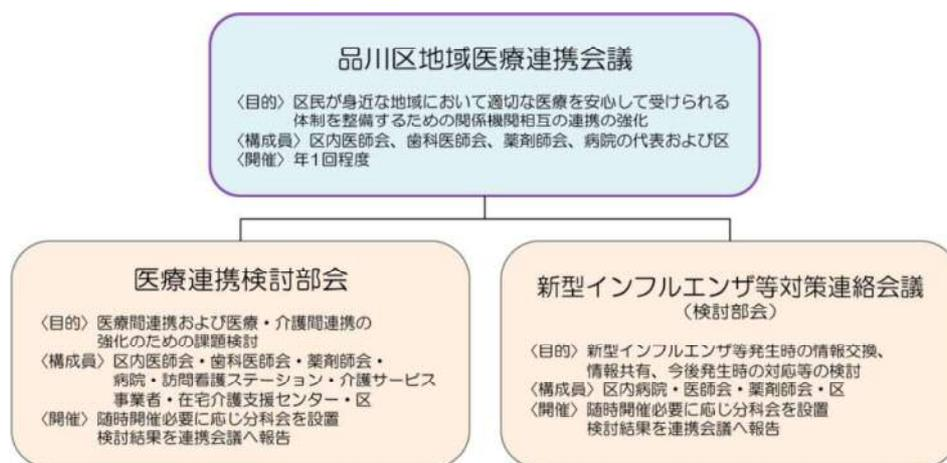 品川区地域医療連携会議
〈目的〉区民が身近な地域において適切な医療を安心して受けられる
体制を整備するための関係機関相互の連携の強化
〈構成員〉区内医師会、歯科医師会、薬剤師会、病院の代表および区
〈開催〉年1回程度
医療連携検討部会
〈目的〉医療間連携および医療・介護間連携の
強化のための課題検討
〈構成員〉区内医師会・歯科医師会・薬剤師会・
病院・訪問看護ステーション・介護サービス
事業者・在宅介護支援センター・区
〈開催〉随時開催必要に応じ分科会を設置
検討結果を連携会議へ報告
新型インフルエンザ等対策連絡会議
（検討部会）
〈目的〉新型インフルエンザ等発生時の情報交換、
情報共有、今後発生時の対応等の検討
〈構成員〉区内病院・医師会・薬剤師会・区
〈開催〉随時開催必要に応じ分科会を設置
検討結果を連携会議へ報告